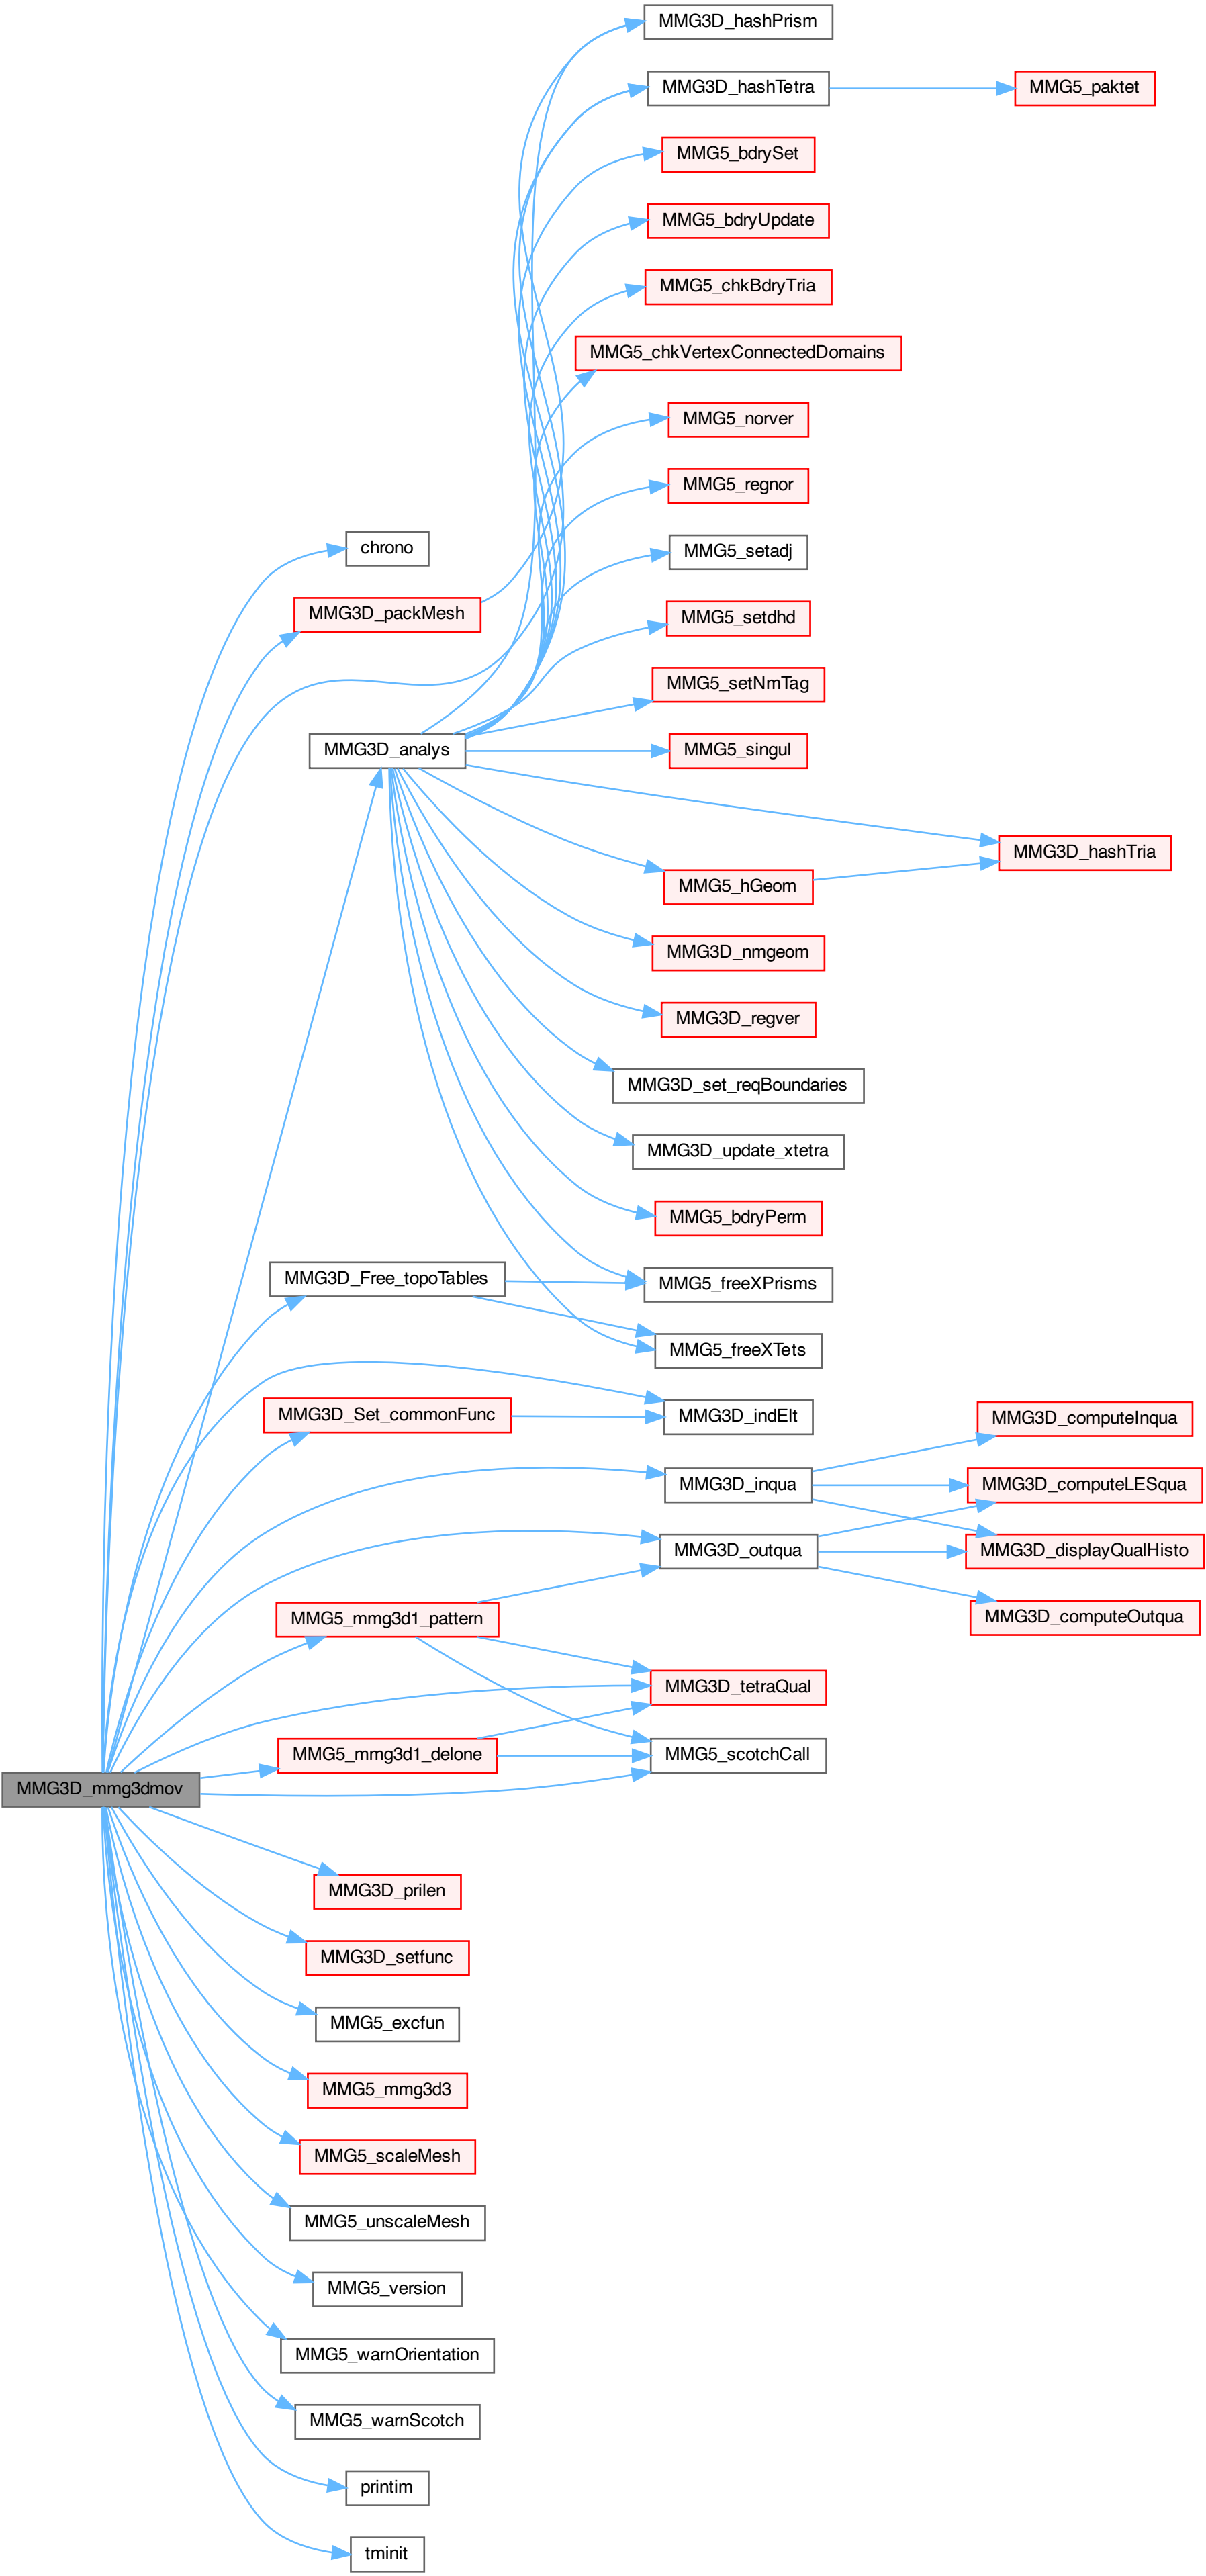 MMG3D_hashPrism
MMG3D_hashTetra
MMG5_paktet
MMG5_bdrySet
MMG5_bdryUpdate
MMG5_chkBdryTria
MMG5_chkVertexConnectedDomains
MMG5_norver
MMG5_regnor
chrono
MMG5_setadj
MMG3D_packMesh
MMG5_setdhd
MMG5_setNmTag
MMG3D_analys
MMG5_singul
MMG3D_hashTria
MMG5_hGeom
MMG3D_nmgeom
MMG3D_regver
MMG3D_set_reqBoundaries
MMG3D_update_xtetra
MMG5_bdryPerm
MMG3D_Free_topoTables
MMG5_freeXPrisms
MMG5_freeXTets
MMG3D_Set_commonFunc
MMG3D_indElt
MMG3D_computeInqua
MMG3D_inqua
MMG3D_computeLESqua
MMG3D_outqua
MMG3D_displayQualHisto
MMG5_mmg3d1_pattern
MMG3D_computeOutqua
MMG3D_tetraQual
MMG5_mmg3d1_delone
MMG5_scotchCall
MMG3D_mmg3dmov
MMG3D_prilen
MMG3D_setfunc
MMG5_excfun
MMG5_mmg3d3
MMG5_scaleMesh
MMG5_unscaleMesh
MMG5_version
MMG5_warnOrientation
MMG5_warnScotch
printim
tminit